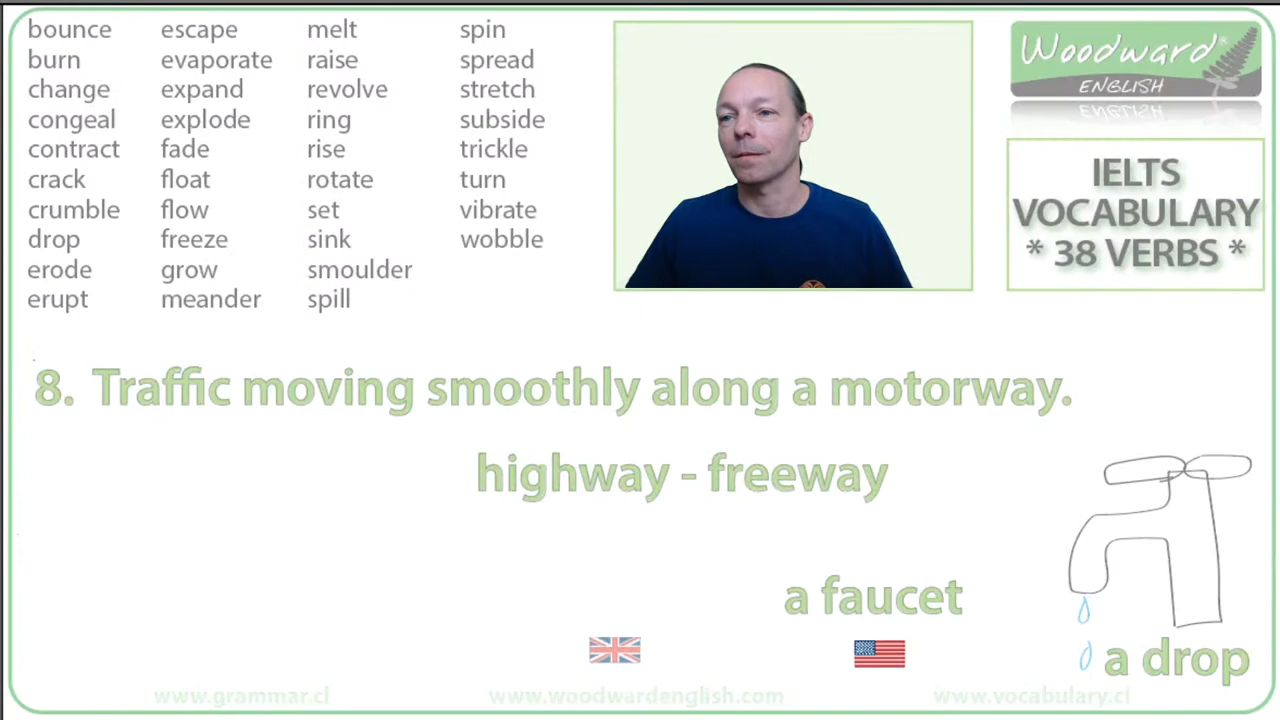 bounce escape melt spin
burn evaporate raise spread
change expand revolve stretch
congeal explode ring subside
contract fade rise trickle
crack float rotate turn
crumble flow set vibrate
drop freeze sink wobble
erode grow smoulder
erupt meander spill
Woodward®
ENGLISH
IELTS
VOCABULARY
* 38 VERBS *
8. Traffic moving smoothly along a motorway.
highway - freeway
a faucet
a drop
www.grammar.cl www.woodwardenglish.com www.vocabulary.cl